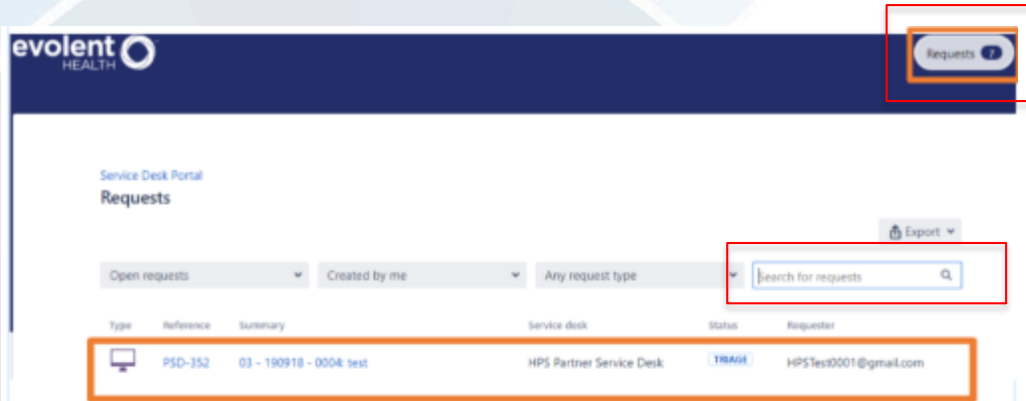 evolent
HEALTH
Requests 7
Service Desk Portal
Requests
Export
Open requests Created by me Any request type Search for requests
Type Reference Summary Service desk Status Requester
PSD-352 03 - 190918 - 0004: test HPS Partner Service Desk TRIAGE HPSTest0001@gmail.com